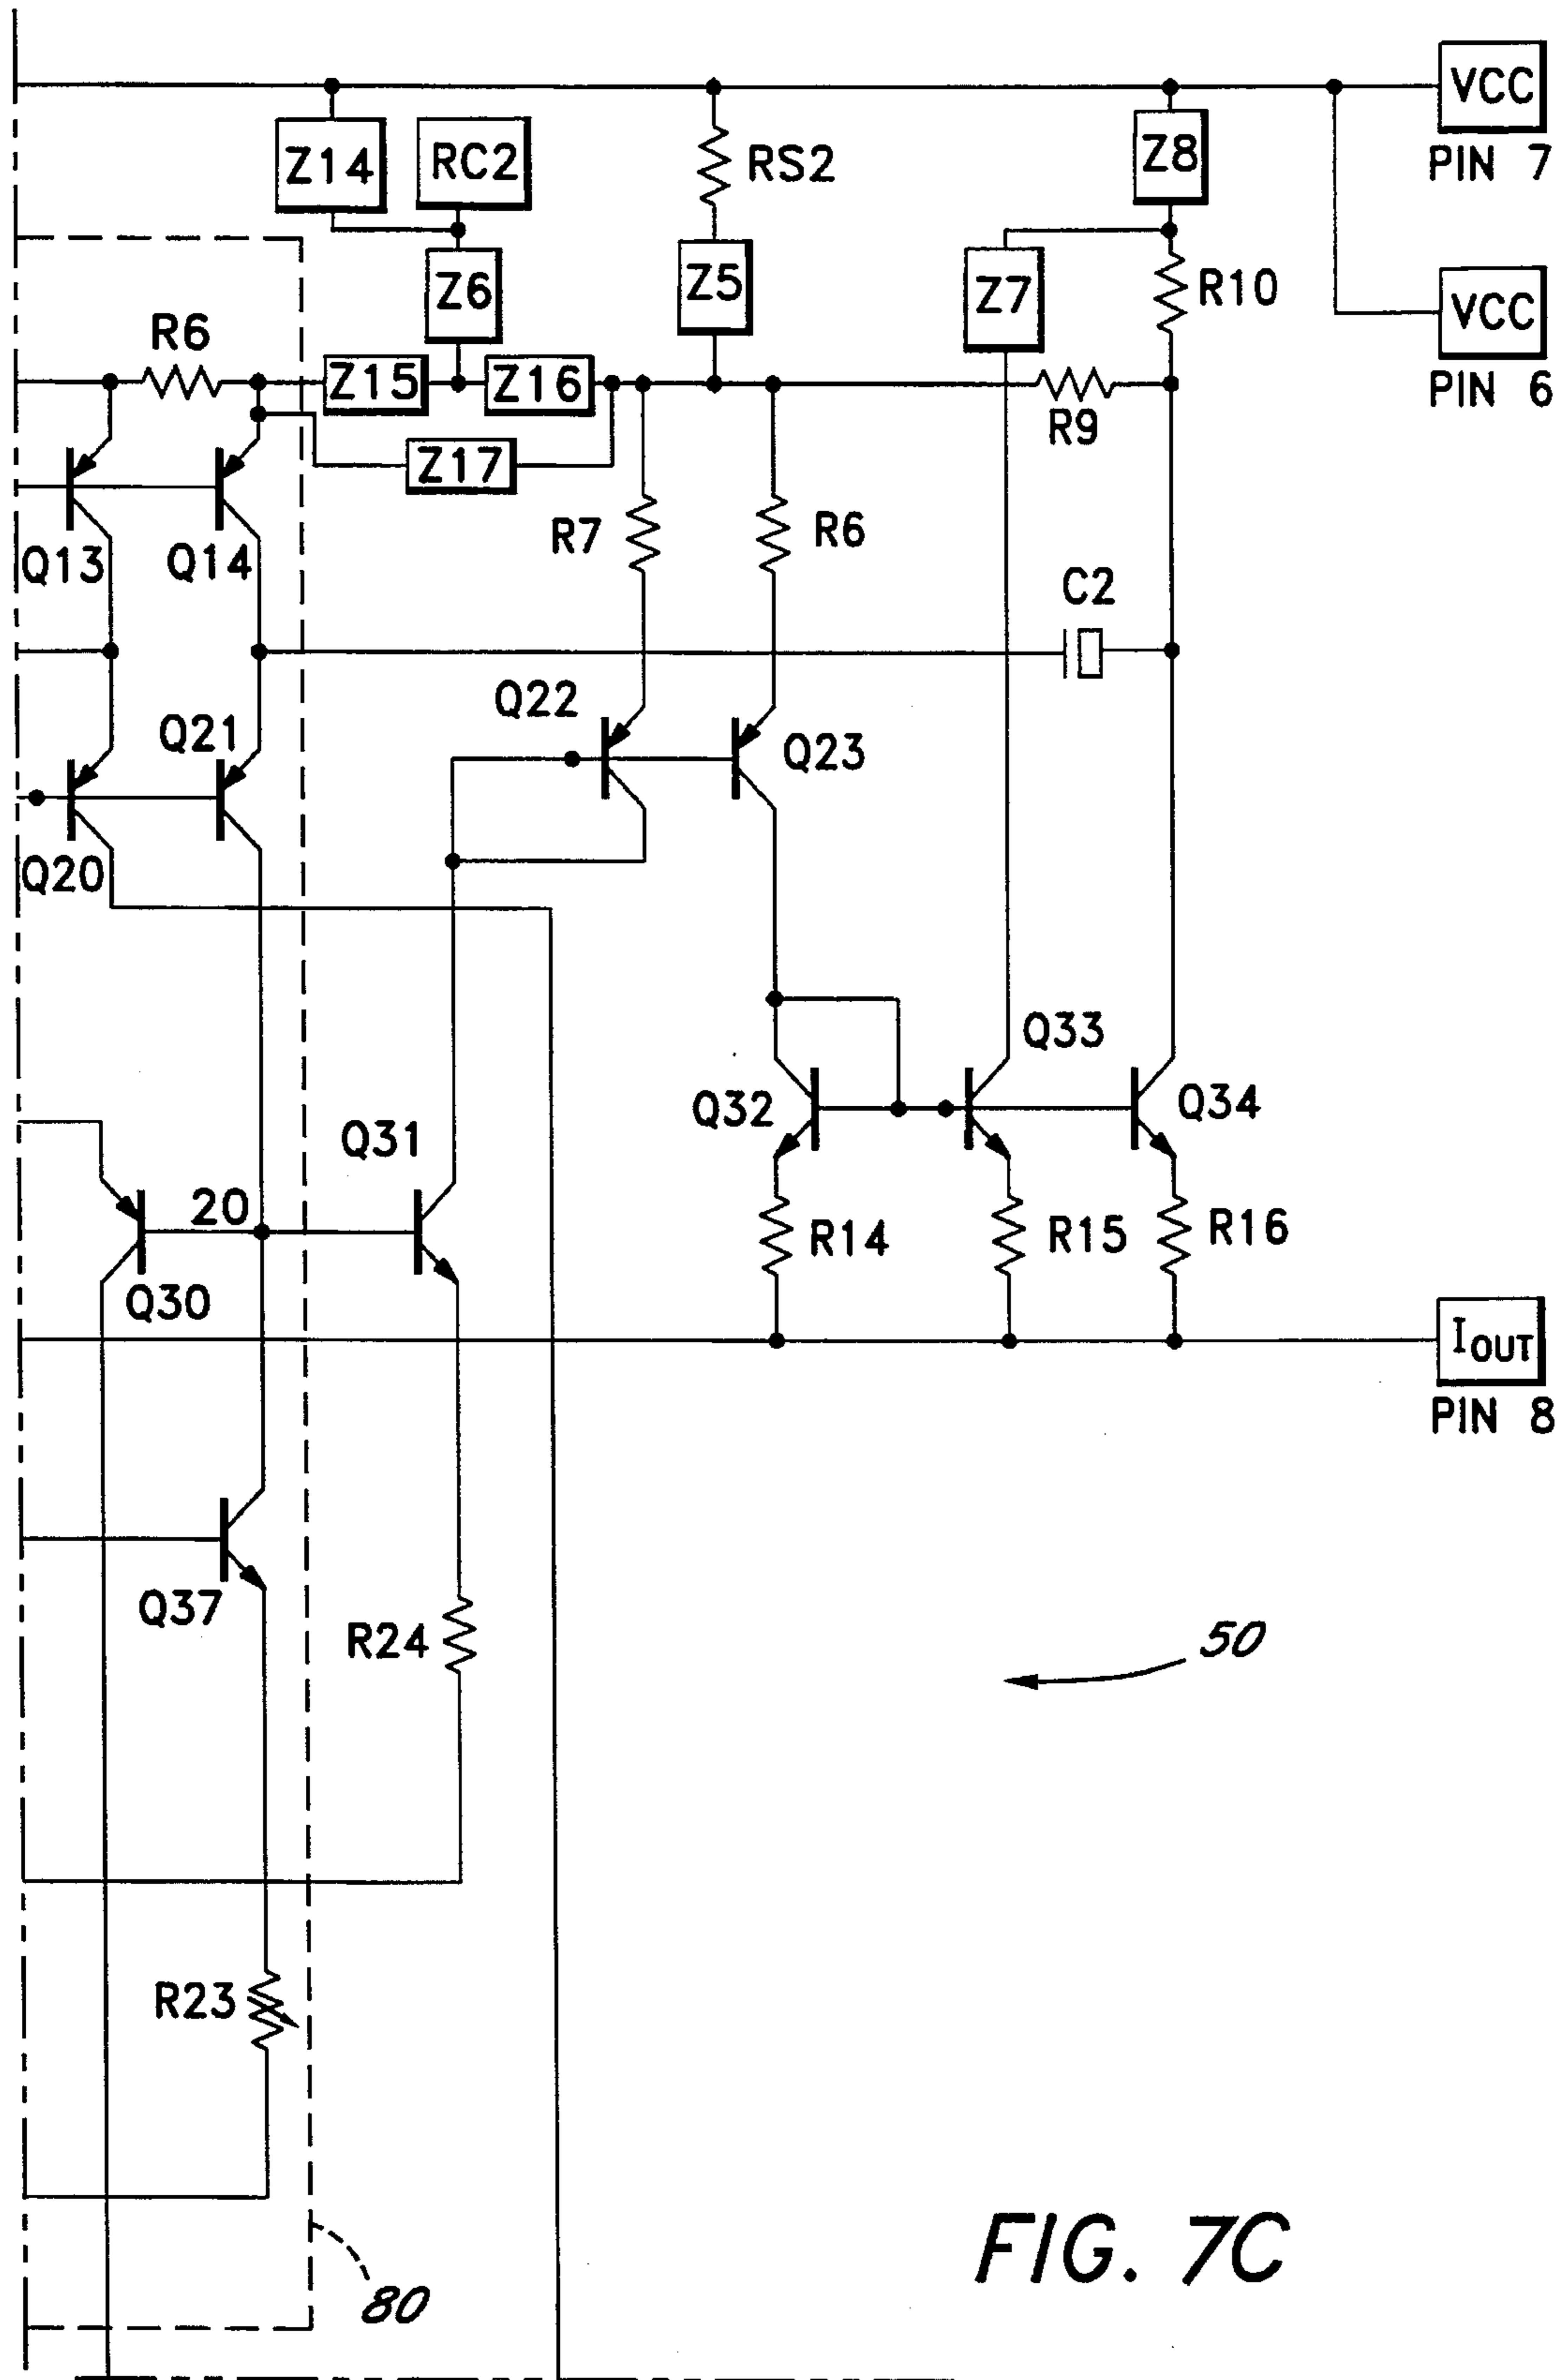 VCC
PIN 7
Z14
RC2
RS2
Z8
Z6
Z5
Z7
R10
VCC
PIN 6
R6
Z15
Z16
R9
Z17
R7
R6
Q13
Q14
C2
Q22
Q21
Q23
Q20
Q33
Q32
Q34
Q31
20
R14
R15
R16
Q30
IOUT
PIN 8
Q37
R24
50
R23
80
FIG. 7C